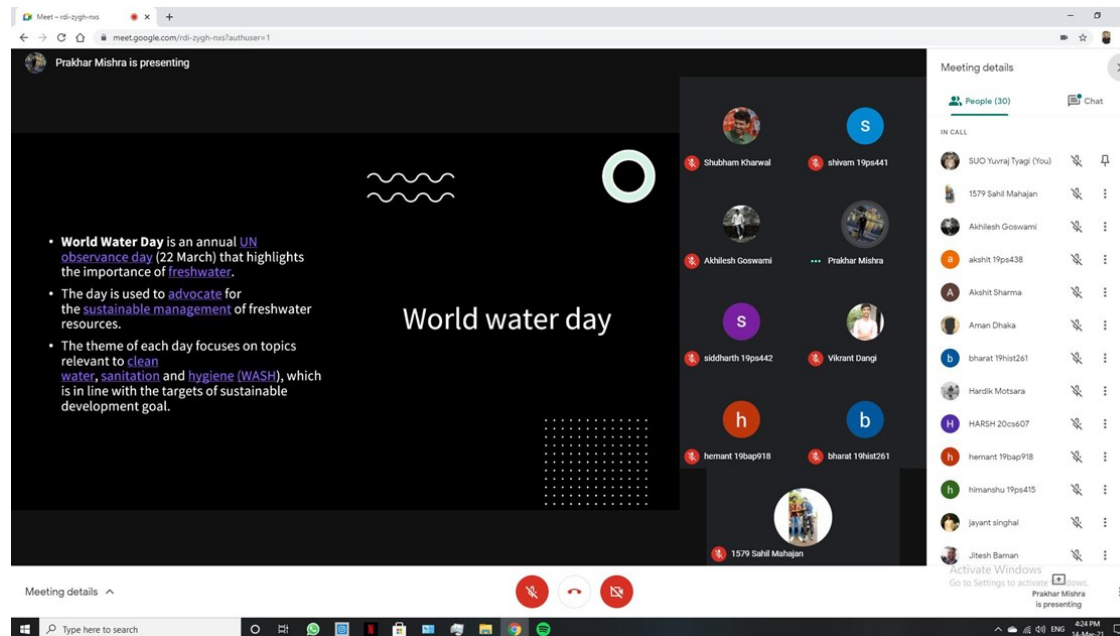 Meet – rdi-zygh-nxs
meet.google.com/rdi-zygh-nxs?authuser=1
Prakhar Mishra is presenting
• World Water Day is an annual UN
observance day (22 March) that highlights
the importance of freshwater.
• The day is used to advocate for
the sustainable management of freshwater
resources.
• The theme of each day focuses on topics
relevant to clean
water, sanitation and hygiene (WASH), which
is in line with the targets of sustainable
development goal.
World water day
Shubham Kharwal
s
shivam 19ps441
Akhilesh Goswami
Prakhar Mishra
s
siddharth 19ps442
Vikrant Dangi
h
hemant 19bap918
b
bharat 19hist261
1579 Sahil Mahajan
Meeting details
People (30)
Chat
IN CALL
SUO Yuvraj Tyagi (You)
1579 Sahil Mahajan
Akhilesh Goswami
a
akshit 19ps438
A
Akshit Sharma
Aman Dhaka
b
bharat 19hist261
Hardik Motsara
H
HARSH 20cs607
h
hemant 19bap918
h
himanshu 19ps415
jayant singhal
Jitesh Barnan
Activate Windows
Go to Settings to activate
Prakhar Mishra
is presenting
Meeting details
Type here to search
ENG
4:24 PM